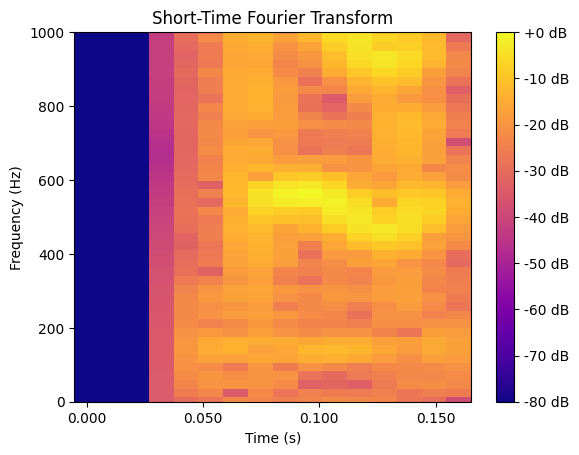 Short-Time Fourier Transform
1000
800
600
400
200
0
Frequency (Hz)
0.000
0.050
0.100
0.150
Time (s)
+0 dB
-10 dB
-20 dB
-30 dB
-40 dB
-50 dB
-60 dB
-70 dB
-80 dB